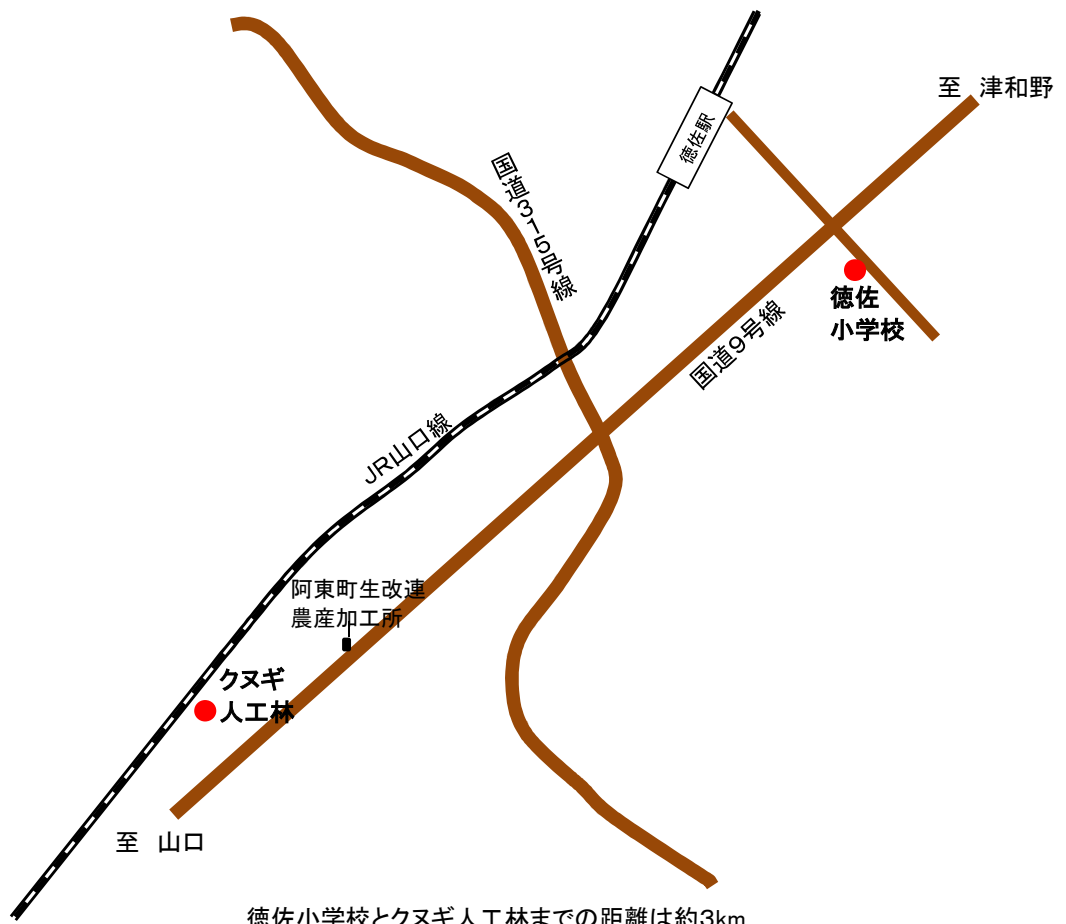 至　津和野
徳佐駅
国道315号線
徳佐
小学校
国道9号線
JR山口線
阿東町生改連
農産加工所
クヌギ
人工林
至　山口
徳佐小学校とクヌギ人工林までの距離は約3km